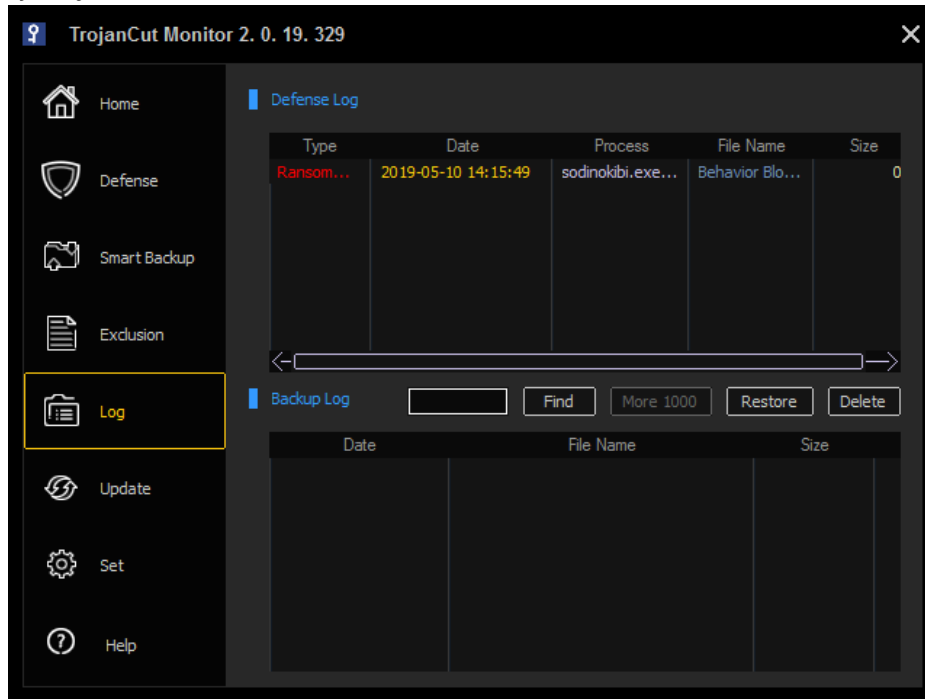 TrojanCut Monitor 2. 0. 19. 329
Home
Defense
Smart Backup
Exclusion
Log
Update
Set
Help
Defense Log
Type Date Process File Name Size
Ransom... 2019-05-10 14:15:49 sodinokibi.exe... Behavior Blo... 0
Backup Log Find More 1000 Restore Delete
Date File Name Size